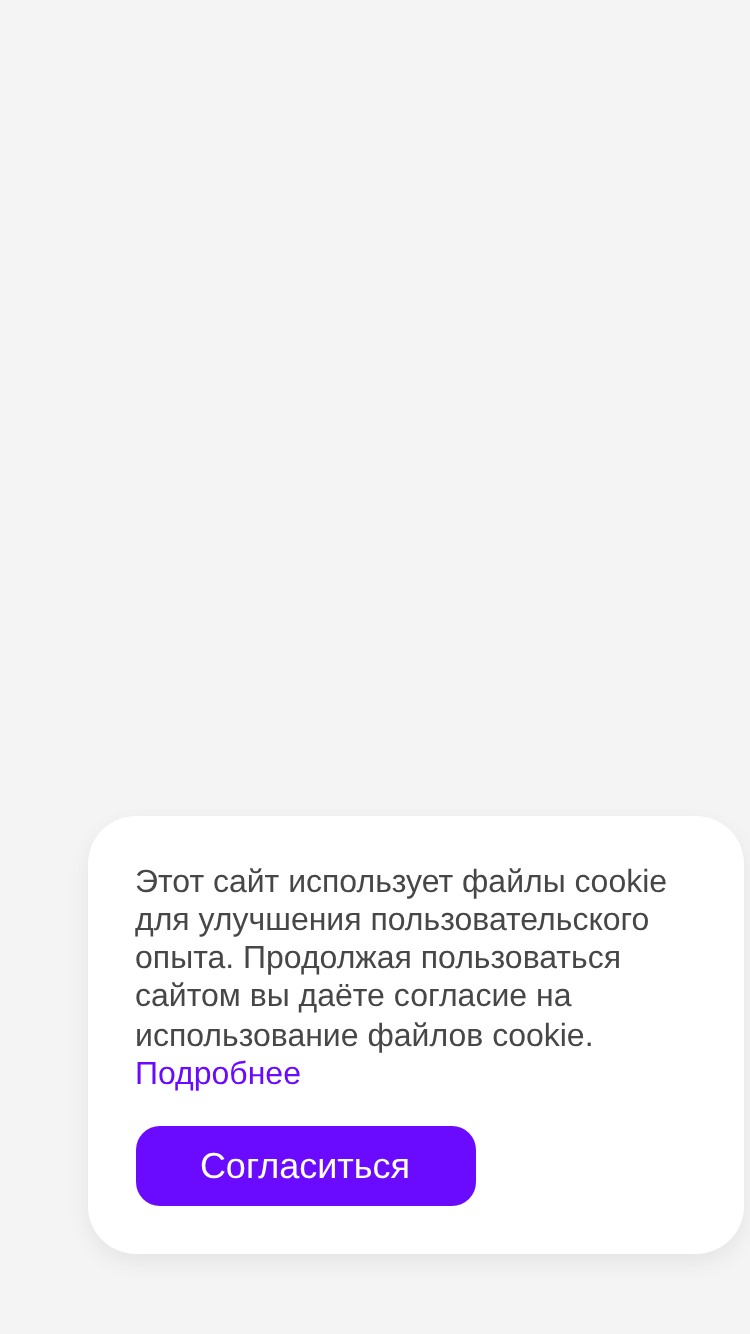 Этот сайт использует файлы cookie
для улучшения пользовательского
опыта. Продолжая пользоваться
сайтом вы даёте согласие на
использование файлов cookie.
Подробнее
Согласиться